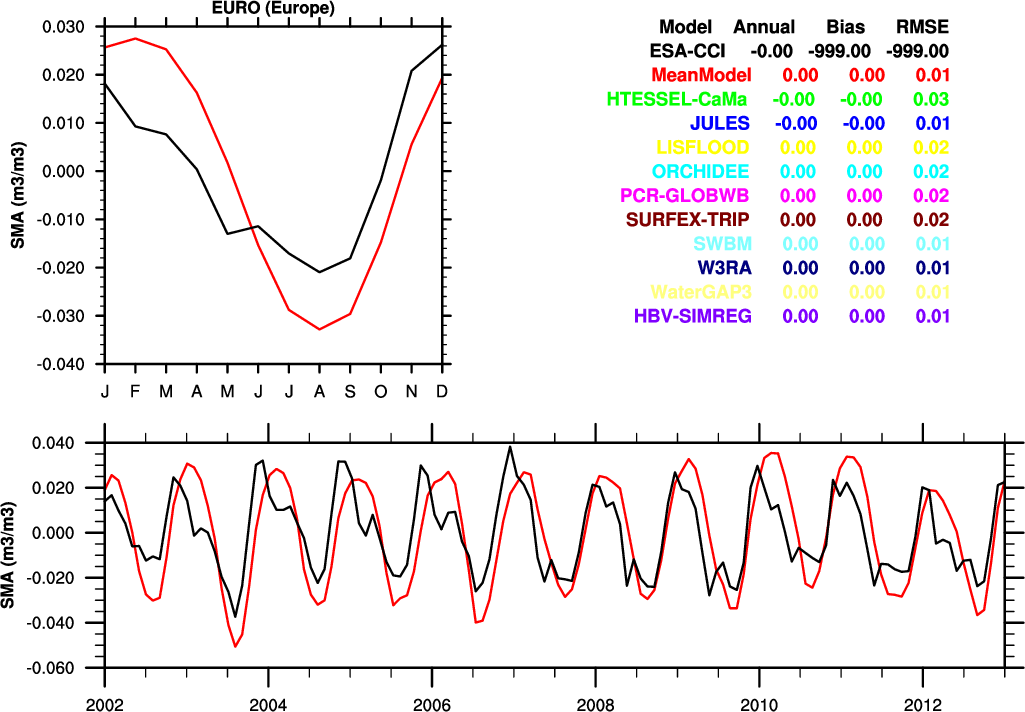 EURO (Europe)
0.030
0.020
0.010
0.000
-0.010
-0.020
-0.030
-0.040
SMA (m3/m3)
J F M A M J J A S O N D
Model Annual Bias RMSE
ESA-CCI -0.00 -999.00 -999.00
MeanModel 0.00 0.00 0.01
HTESSEL-CaMa -0.00 -0.00 0.03
JULES -0.00 -0.00 0.01
LISFLOOD 0.00 0.00 0.02
ORCHIDEE 0.00 0.00 0.02
PCR-GLOBWB 0.00 0.00 0.02
SURFEX-TRIP 0.00 0.00 0.02
SWBM 0.00 0.00 0.01
W3RA 0.00 0.00 0.01
WaterGAP3 0.00 0.00 0.01
HBV-SIMREG 0.00 0.00 0.01
0.040
0.020
0.000
-0.020
-0.040
-0.060
SMA (m3/m3)
2002 2004 2006 2008 2010 2012